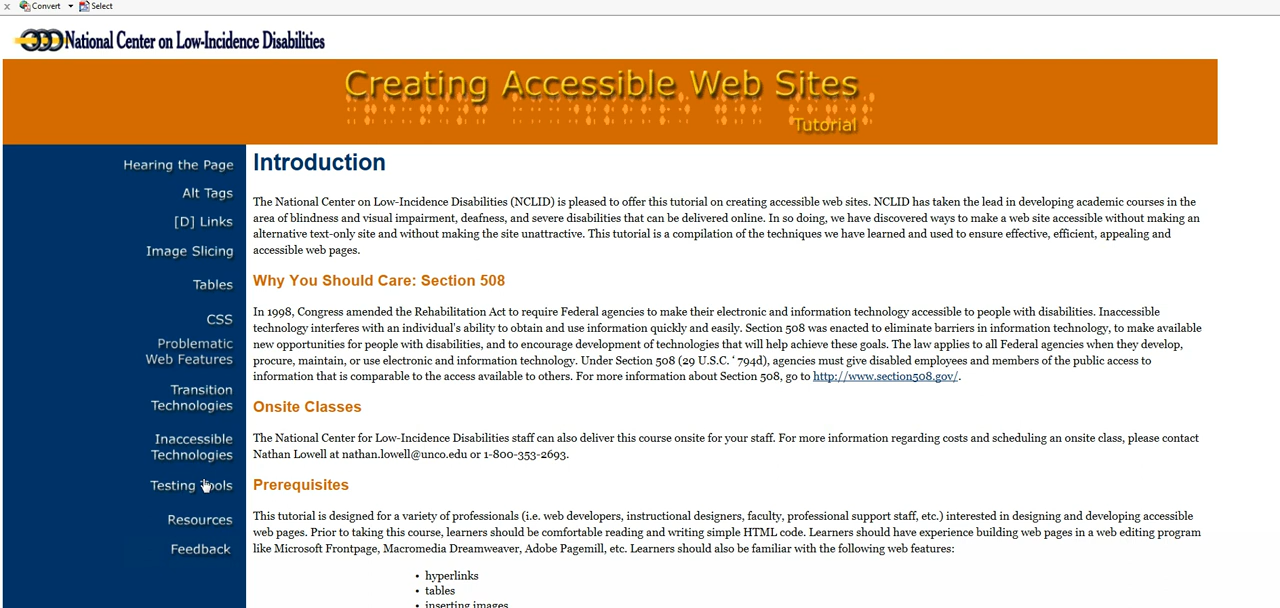 x Convert Select
National Center on Low-Incidence Disabilities
Creating Accessible Web Sites
Tutorial
Hearing the Page
Alt Tags
[D] Links
Image Slicing
Tables
CSS
Problematic
Web Features
Transition
Technologies
Inaccessible
Technologies
Testing Tools
Resources
Feedback
Introduction
The National Center on Low-Incidence Disabilities (NCLID) is pleased to offer this tutorial on creating accessible web sites. NCLID has taken the lead in developing academic courses in the
area of blindness and visual impairment, deafness, and severe disabilities that can be delivered online. In so doing, we have discovered ways to make a web site accessible without making an
alternative text-only site and without making the site unattractive. This tutorial is a compilation of the techniques we have learned and used to ensure effective, efficient, appealing and
accessible web pages.
Why You Should Care: Section 508
In 1998, Congress amended the Rehabilitation Act to require Federal agencies to make their electronic and information technology accessible to people with disabilities. Inaccessible
technology interferes with an individual's ability to obtain and use information quickly and easily. Section 508 was enacted to eliminate barriers in information technology, to make available
new opportunities for people with disabilities, and to encourage development of technologies that will help achieve these goals. The law applies to all Federal agencies when they develop,
procure, maintain, or use electronic and information technology. Under Section 508 (29 U.S.C. ‘ 794d), agencies must give disabled employees and members of the public access to
information that is comparable to the access available to others. For more information about Section 508, go to http://www.section508.gov/.
Onsite Classes
The National Center for Low-Incidence Disabilities staff can also deliver this course onsite for your staff. For more information regarding costs and scheduling an onsite class, please contact
Nathan Lowell at nathan.lowell@unco.edu or 1-800-353-2693.
Prerequisites
This tutorial is designed for a variety of professionals (i.e. web developers, instructional designers, faculty, professional support staff, etc.) interested in designing and developing accessible
web pages. Prior to taking this course, learners should be comfortable reading and writing simple HTML code. Learners should have experience building web pages in a web editing program
like Microsoft Frontpage, Macromedia Dreamweaver, Adobe Pagemill, etc. Learners should also be familiar with the following web features:
• hyperlinks
• tables
• inserting images